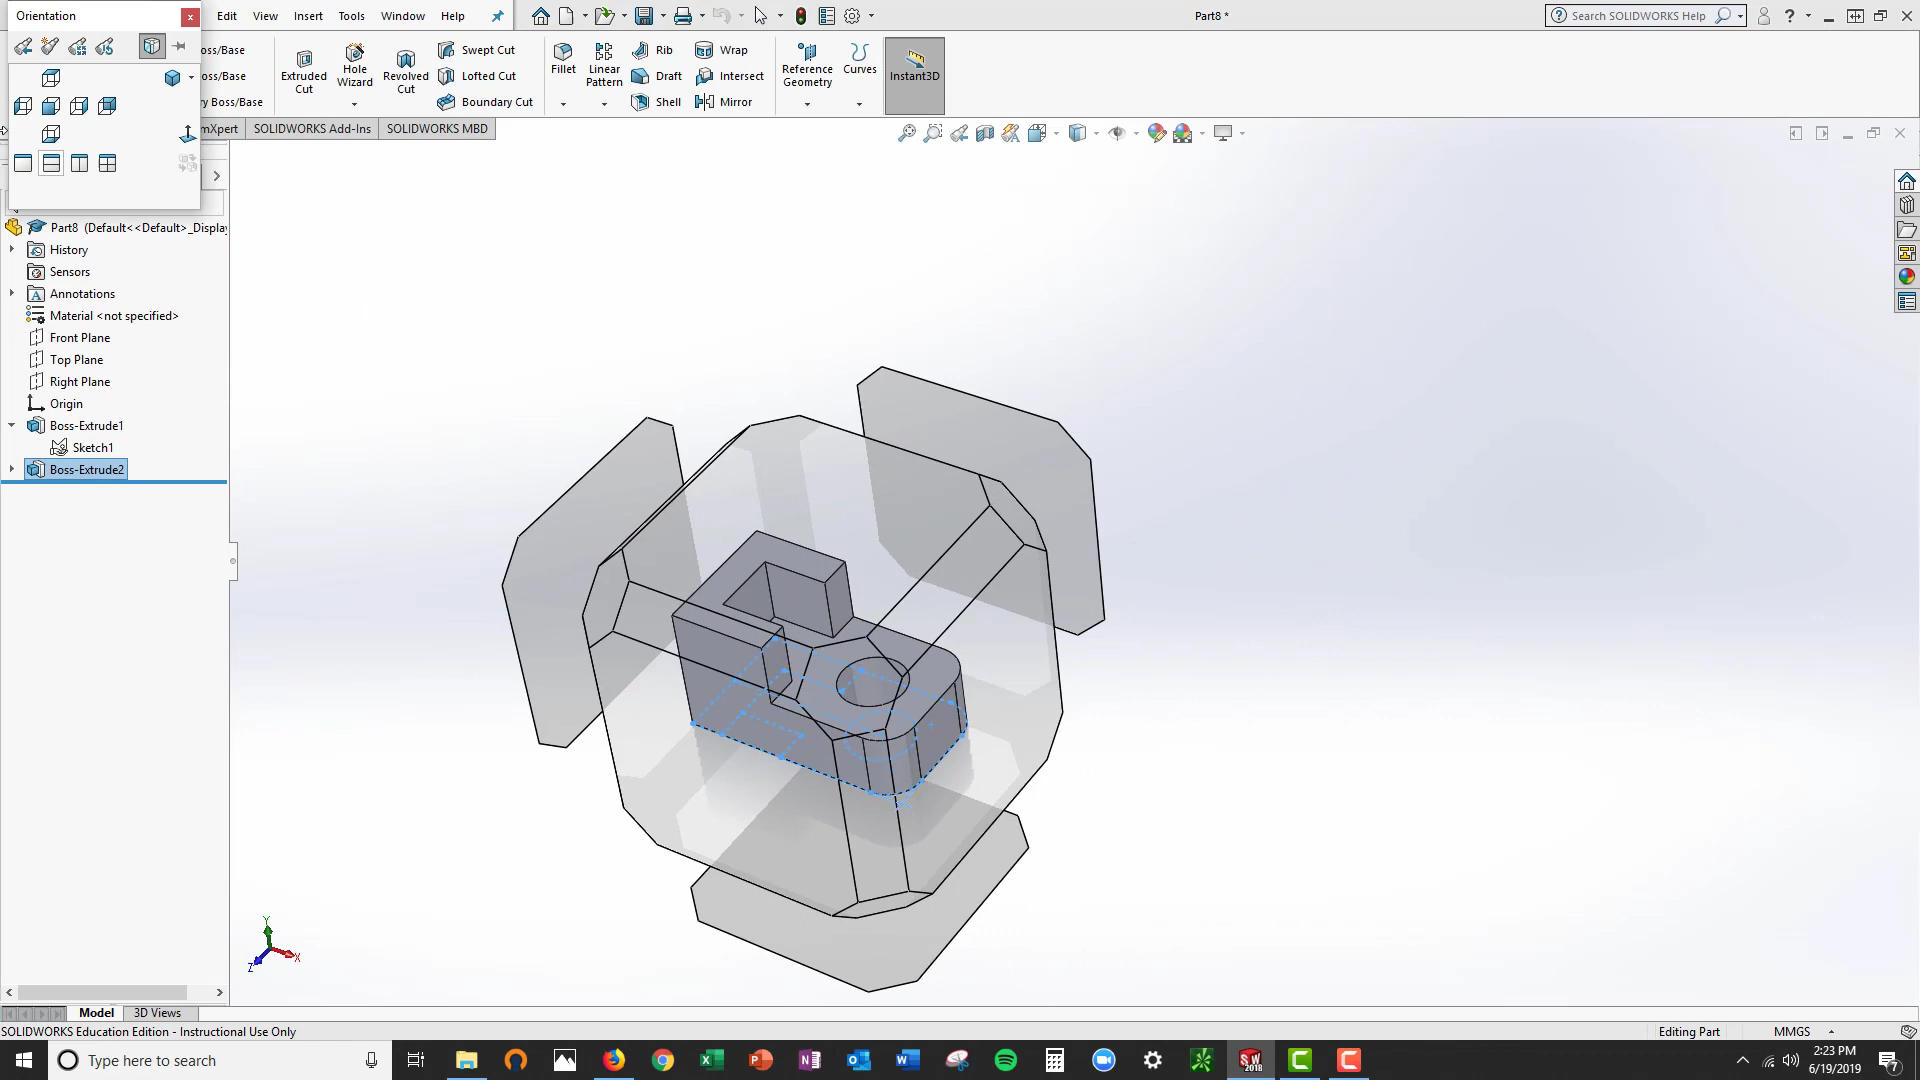 Orientation
Edit View Insert Tools Window Help
Part8 *
Search SOLIDWORKS Help
oss/Base
oss/Base
ry Boss/Base
Extruded Cut
Hole Wizard
Revolved Cut
Swept Cut
Lofted Cut
Boundary Cut
Fillet
Linear Pattern
Rib
Draft
Shell
Wrap
Intersect
Mirror
Reference Geometry
Curves
Instant3D
mXpert
SOLIDWORKS Add-Ins
SOLIDWORKS MBD
Part8 (Default<<Default>_Display
History
Sensors
Annotations
Material <not specified>
Front Plane
Top Plane
Right Plane
Origin
Boss-Extrude1
Sketch1
Boss-Extrude2
Y
X
Z
Model
3D Views
SOLIDWORKS Education Edition - Instructional Use Only
Editing Part
MMGS
Type here to search
SW
2018
2:23 PM
6/19/2019
7